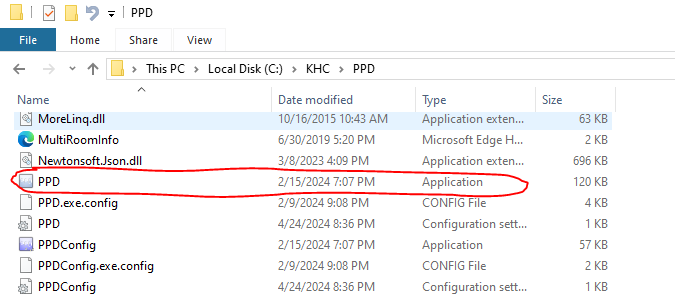 PPD
File Home Share View
This PC > Local Disk (C:) > KHC > PPD
Name Date modified Type Size
MoreLinq.dll 10/16/2015 10:43 AM Application exten... 63 KB
MultiRoomInfo 6/30/2019 5:20 PM Microsoft Edge H... 2 KB
Newtonsoft.Json.dll 3/8/2023 4:09 PM Application exten... 696 KB
PPD 2/15/2024 7:07 PM Application 120 KB
PPD.exe.config 2/9/2024 9:08 PM CONFIG File 4 KB
PPD 4/24/2024 8:36 PM Configuration sett... 1 KB
PPDConfig 2/15/2024 7:07 PM Application 57 KB
PPDConfig.exe.config 2/9/2024 9:08 PM CONFIG File 2 KB
PPDConfig 4/24/2024 8:36 PM Configuration sett... 1 KB